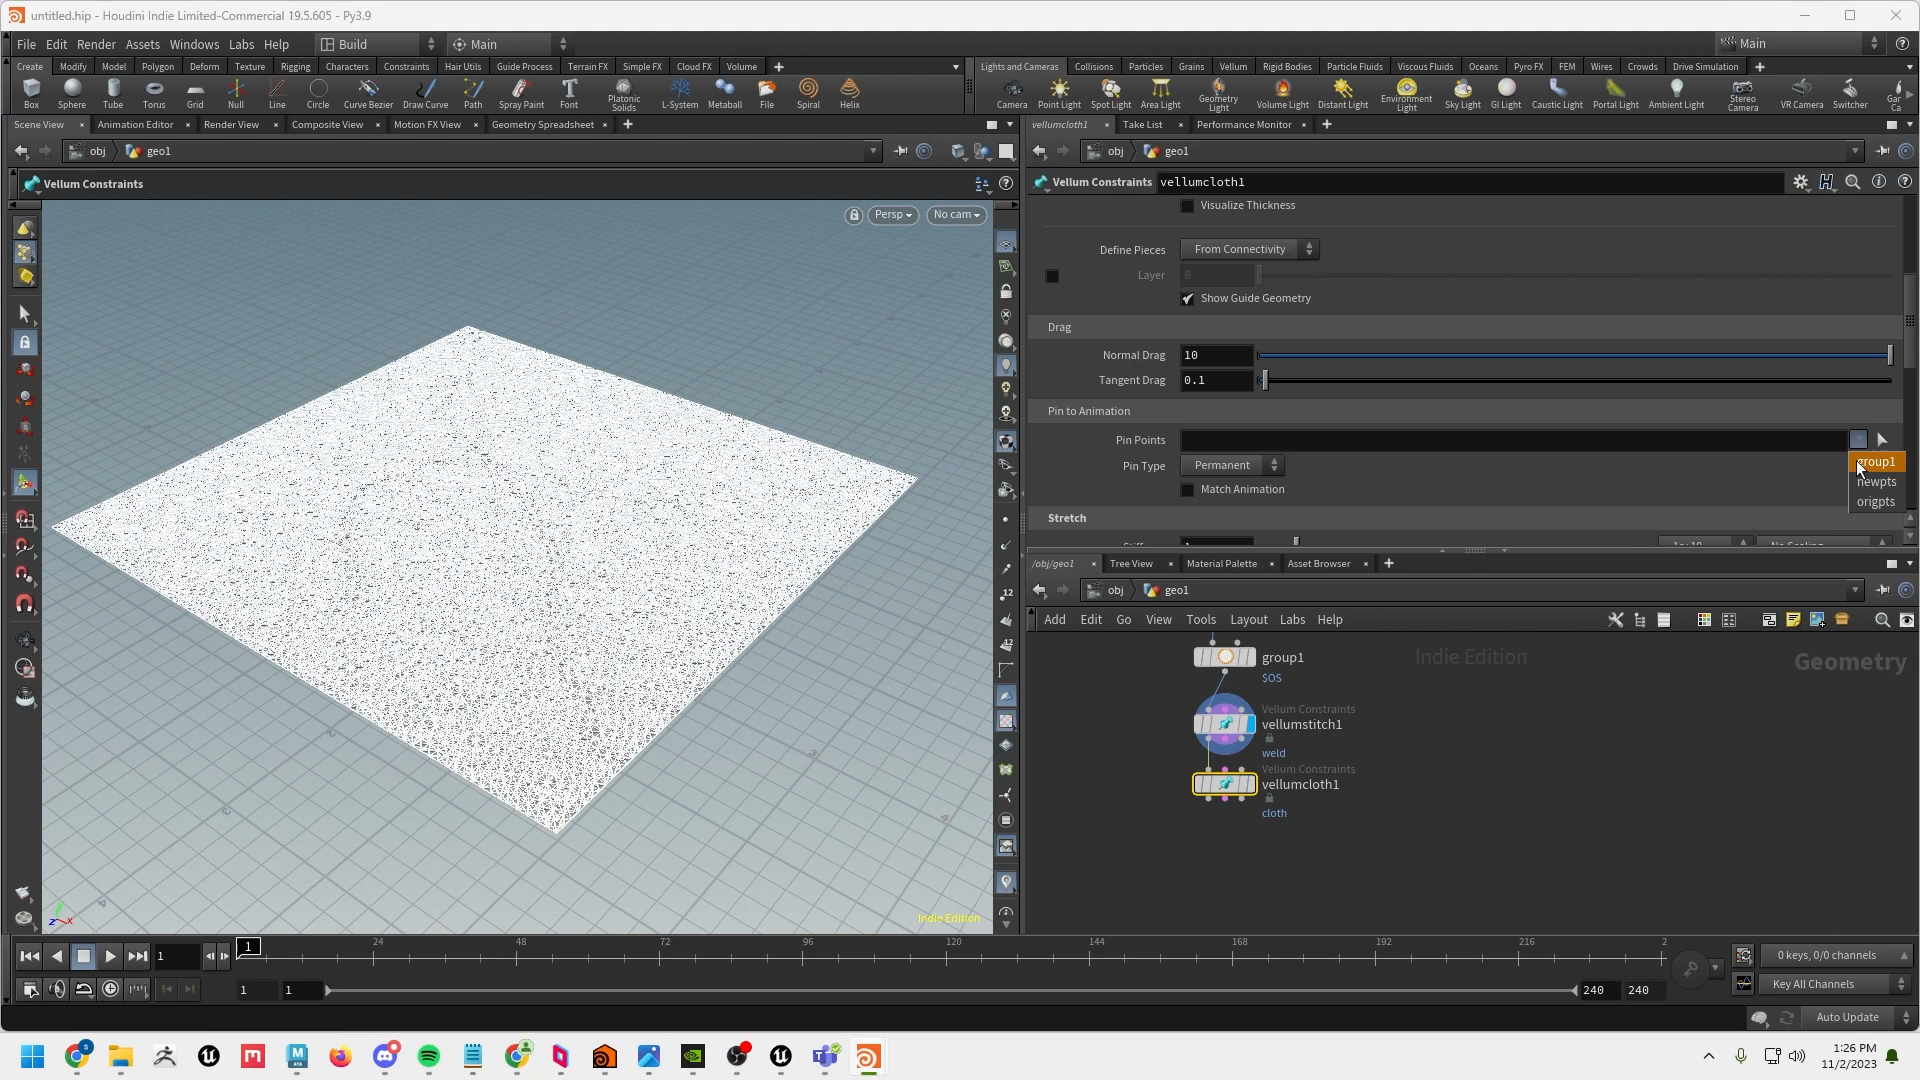 untitled.hip - Houdini Indie Limited-Commercial 19.5.605 - Py3.9
File Edit Render Assets Windows Labs Help Build Main Main
Create Modify Model Polygon Deform Texture Rigging Characters Constraints Hair Utils Guide Process Terrain FX Simple FX Cloud FX Volume
Lights and Cameras Collisions Particles Grains Vellum Rigid Bodies Particle Fluids Viscous Fluids Oceans Pyro FX FEM Wires Crowds Drive Simulation
Box Sphere Tube Torus Grid Null Line Circle Curve Bezier Draw Curve Path Spray Paint Font Platonic Solids L-System Metaball File Spiral Helix
Camera Point Light Spot Light Area Light Geometry Light Volume Light Distant Light Environment Light Sky Light GI Light Caustic Light Portal Light Ambient Light Stereo Camera VR Camera Switcher Gar Ca
Scene View Animation Editor Render View Composite View Motion FX View Geometry Spreadsheet
vellumcloth1 Take List Performance Monitor
obj geo1
obj geo1
Vellum Constraints
Vellum Constraints vellumcloth1
Persp No cam
Visualize Thickness
Define Pieces From Connectivity
Layer 0
Show Guide Geometry
Drag
Normal Drag 10
Tangent Drag 0.1
Pin to Animation
Pin Points
Pin Type Permanent
group1
newpts
origpts
Match Animation
Stretch
/obj/geo1 Tree View Material Palette Asset Browser
obj geo1
Add Edit Go View Tools Layout Labs Help
Indie Edition
Geometry
group1
$OS
Vellum Constraints
vellumstitch1
weld
Vellum Constraints
vellumcloth1
cloth
Indie Edition
1 24 48 72 96 120 144 168 192 216 2
1
0 keys, 0/0 channels
1 1 240 240
Key All Channels
Auto Update
1:26 PM
11/2/2023